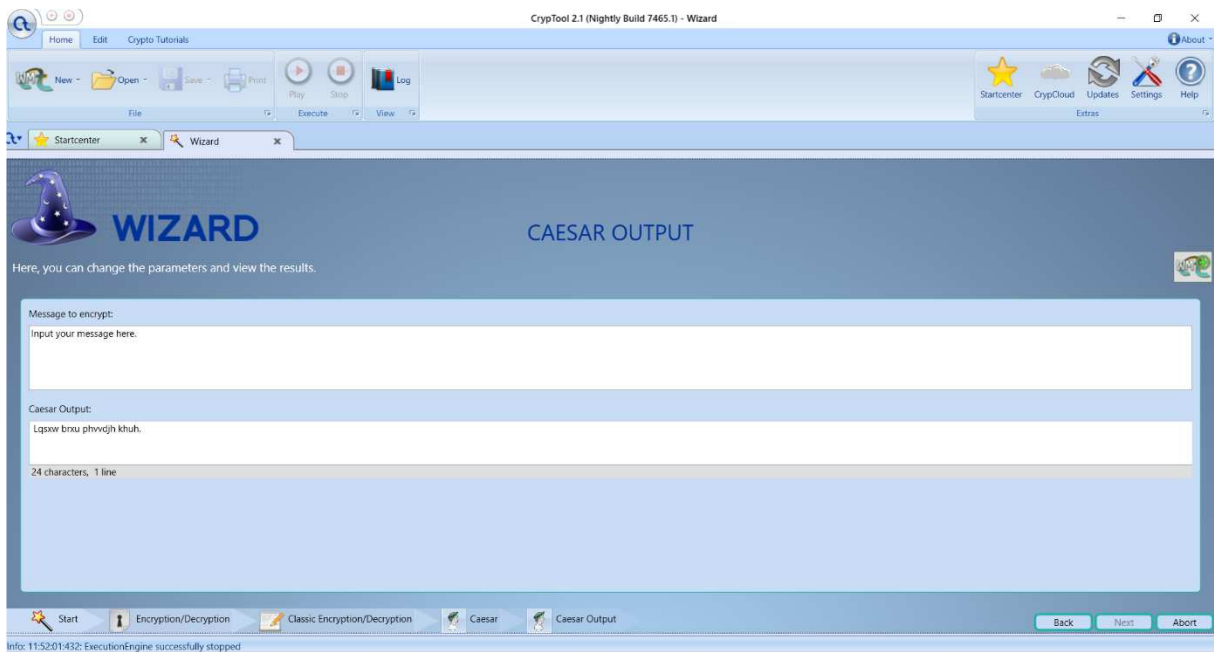 CrypTool 2.1 (Nightly Build 7465.1) - Wizard
Home Edit Crypto Tutorials About
New Open Save Print Play Stop Log Startcenter CrypCloud Updates Settings Help
File Execute View Extras
Startcenter Wizard
WIZARD
CAESAR OUTPUT
Here, you can change the parameters and view the results.
Message to encrypt:
Input your message here.
Caesar Output:
Lqsxw brxu phvvdjh khuh.
24 characters, 1 line
Start Encryption/Decryption Classic Enryption/Decryption Caesar Caesar Output Back Next Abort
Info: 11:52:01:432: ExecutionEngine successfully stopped